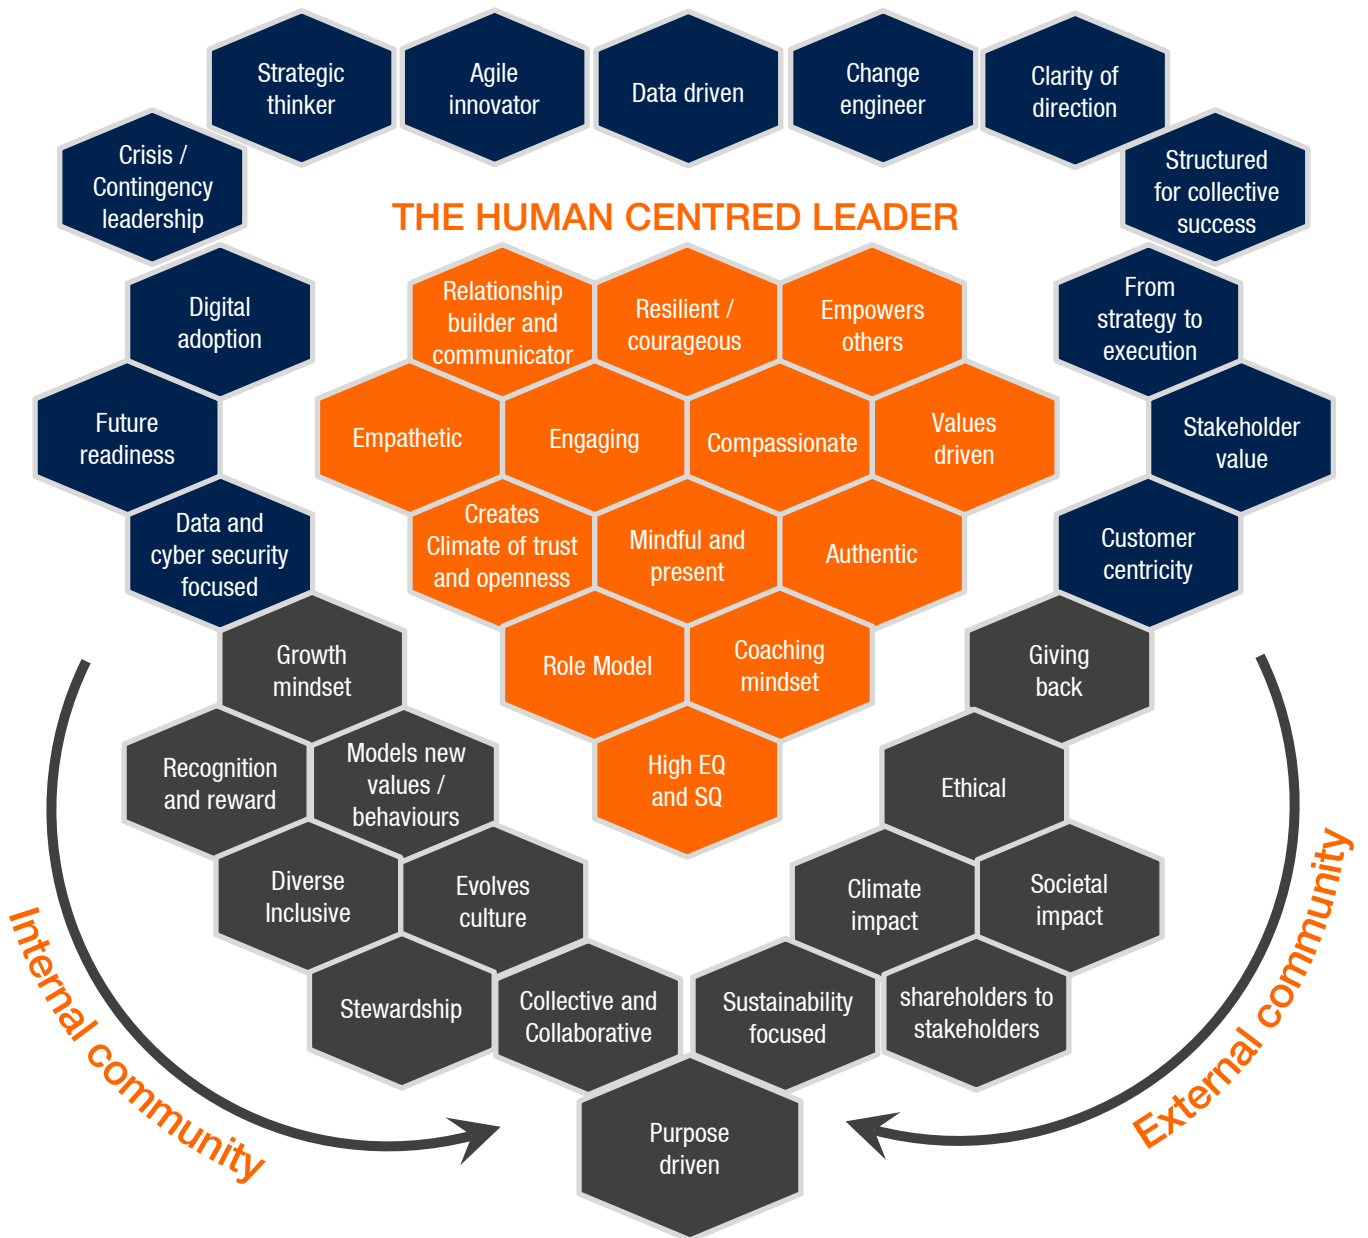 Strategic
thinker
Agile
innovator
Data driven
Change
engineer
Clarity of
direction
Crisis /
Contingency
leadership
Structured
for collective
success
THE HUMAN CENTRED LEADER
Digital
adoption
Relationship
builder and
communicator
Resilient /
courageous
Empowers
others
From
strategy to
execution
Future
readiness
Empathetic
Engaging
Compassionate
Values
driven
Stakeholder
value
Data and
cyber security
focused
Creates
Climate of trust
and openness
Mindful and
present
Authentic
Customer
centricity
Growth
mindset
Role Model
Coaching
mindset
Giving
back
Recognition
and reward
Models new
values /
behaviours
High EQ
and SQ
Ethical
Diverse
Inclusive
Evolves
culture
Climate
impact
Societal
impact
Stewardship
Collective and
Collaborative
Sustainability
focused
shareholders to
stakeholders
Internal community
External community
Purpose
driven